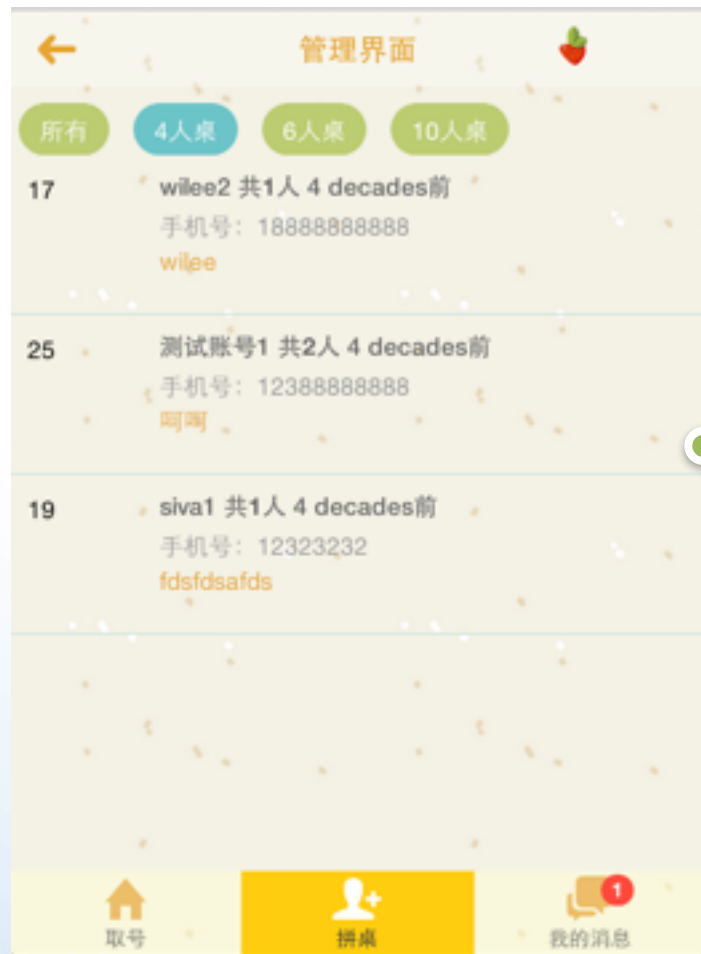 管理界面
所有 4人桌 6人桌 10人桌
17 wilee2 共1人 4 decades前
手机号：18888888888
wilee
25 测试账号1 共2人 4 decades前
手机号：12388888888
呵呵
19 siva1 共1人 4 decades前
手机号：12323232
fdsfdsafds
1
取号 拼桌 我的消息